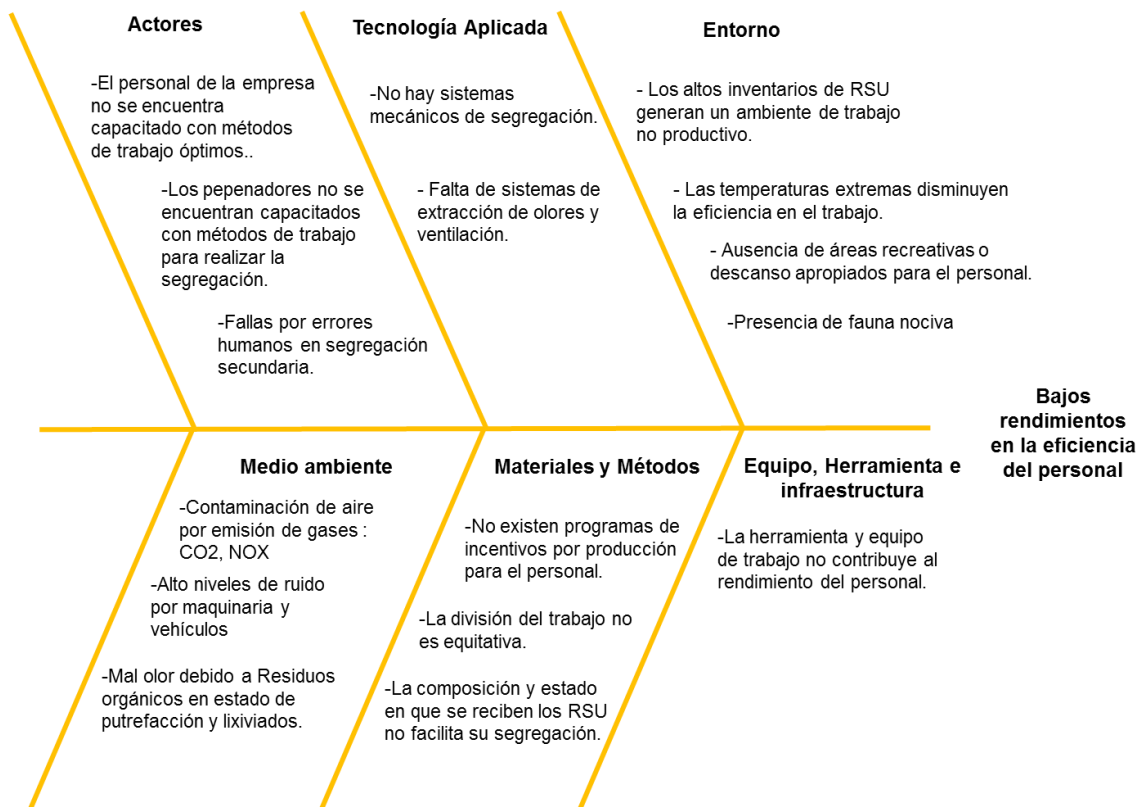 Actores
-El personal de la empresa
no se encuentra
capacitado con métodos
de trabajo óptimos..
-Los pepenadores no se
encuentran capacitados
con métodos de trabajo
para realizar la
segregación.
-Fallas por errores
humanos en segregación
secundaria.
Tecnología Aplicada
-No hay sistemas
mecánicos de segregación.
- Falta de sistemas de
extracción de olores y
ventilación.
Entorno
- Los altos inventarios de RSU
generan un ambiente de trabajo
no productivo.
- Las temperaturas extremas disminuyen
la eficiencia en el trabajo.
- Ausencia de áreas recreativas o
descanso apropiados para el personal.
-Presencia de fauna nociva
Bajos
rendimientos
en la eficiencia
del personal
Medio ambiente
-Contaminación de aire
por emisión de gases :
CO2, NOX
-Alto niveles de ruido
por maquinaria y
vehículos
-Mal olor debido a Residuos
orgánicos en estado de
putrefacción y lixiviados.
Materiales y Métodos
-No existen programas de
incentivos por producción
para el personal.
-La división del trabajo no
es equitativa.
-La composición y estado
en que se reciben los RSU
no facilita su segregación.
Equipo, Herramienta e
infraestructura
-La herramienta y equipo
de trabajo no contribuye al
rendimiento del personal.